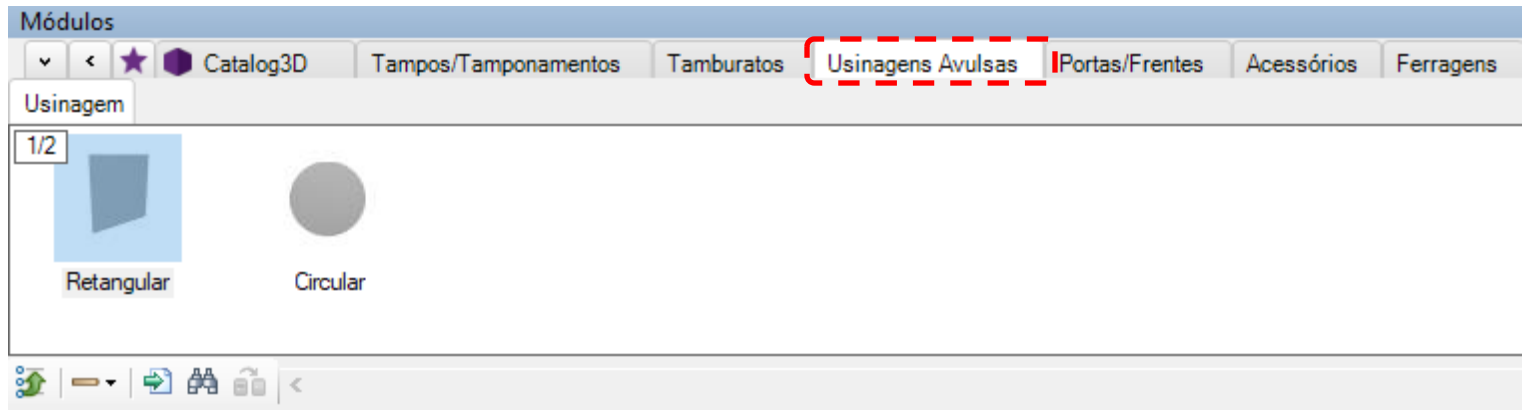 Módulos
Catalog3D Tampos/Tamponamentos Tamburatos Usinagens Avulsas Portas/Frentes Acessórios Ferragens
Usinagem
1/2
Retangular Circular